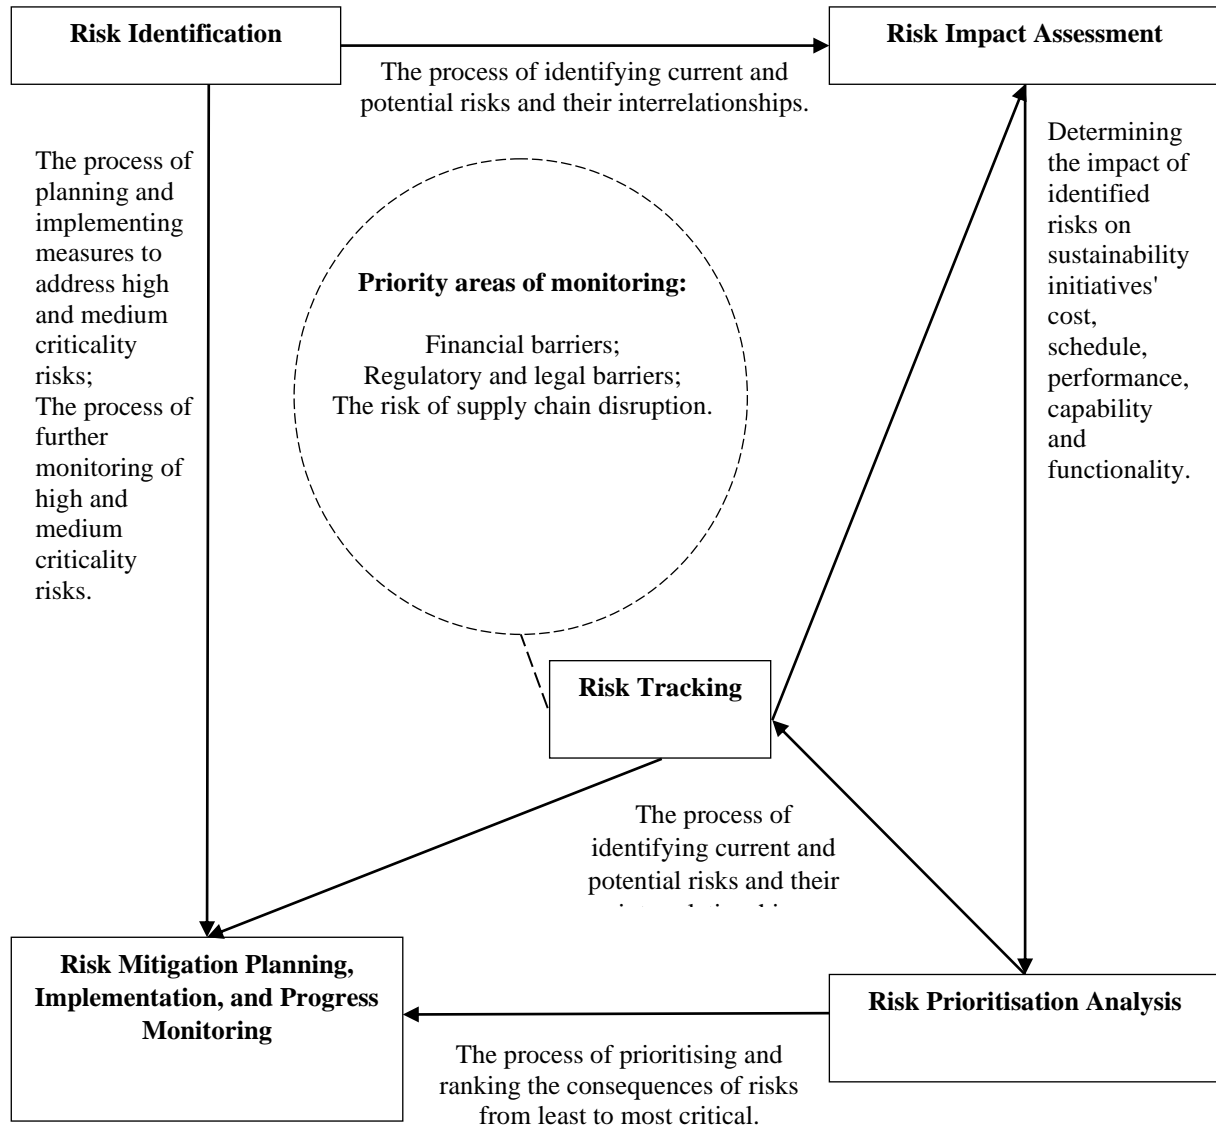 Risk Identification
Risk Impact Assessment
The process of identifying current and
potential risks and their interrelationships.
The process of
planning and
implementing
measures to
address high
and medium
criticality
risks;
The process of
further
monitoring of
high and
medium
criticality
risks.
Priority areas of monitoring:
Financial barriers;
Regulatory and legal barriers;
The risk of supply chain disruption.
Determining
the impact of
identified
risks on
sustainability
initiatives'
cost,
schedule,
performance,
capability
and
functionality.
Risk Tracking
The process of
identifying current and
potential risks and their
Risk Mitigation Planning,
Implementation, and Progress
Monitoring
Risk Prioritisation Analysis
The process of prioritising and
ranking the consequences of risks
from least to most critical.